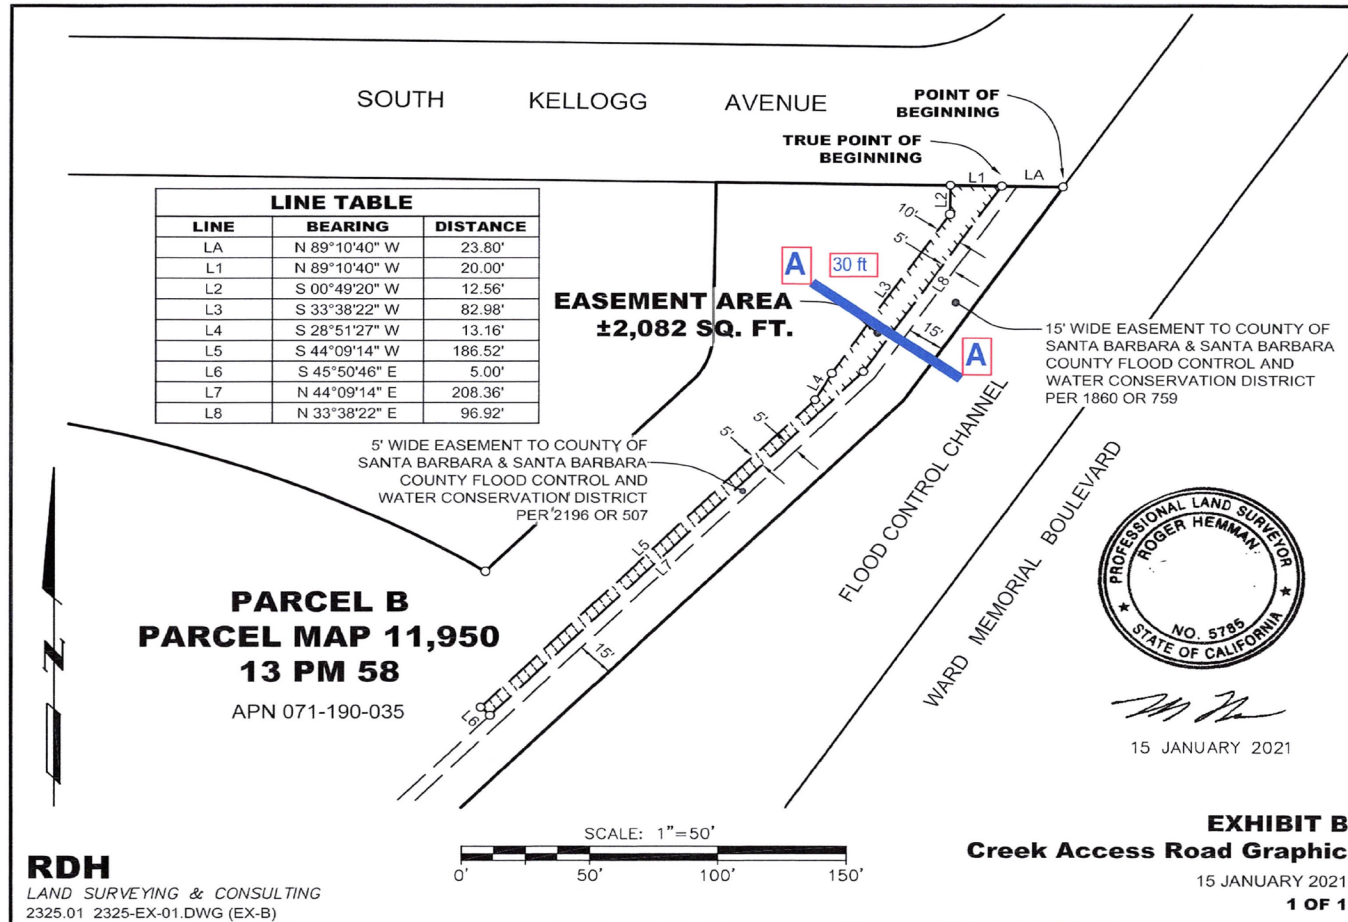 SOUTH KELLOGG AVENUE
POINT OF
BEGINNING
TRUE POINT OF
BEGINNING
L1
LA
L2
LINE TABLE
LINE BEARING DISTANCE
LA N 89°10'40" W 23.80'
L1 N 89°10'40" W 20.00'
L2 S 00°49'20" W 12.56'
L3 S 33°38'22" W 82.98'
L4 S 28°51'27" W 13.16'
L5 S 44°09'14" W 186.52'
L6 S 45°50'46" E 5.00'
L7 N 44°09'14" E 208.36'
L8 N 33°38'22" E 96.92'
10'
5'
A
30 ft
L3
L8
EASEMENT AREA
±2,082 SQ. FT.
15'
A
15' WIDE EASEMENT TO COUNTY OF
SANTA BARBARA & SANTA BARBARA
COUNTY FLOOD CONTROL AND
WATER CONSERVATION DISTRICT
PER 1860 OR 759
L4
5'
5'
5' WIDE EASEMENT TO COUNTY OF
SANTA BARBARA & SANTA BARBARA
COUNTY FLOOD CONTROL AND
WATER CONSERVATION DISTRICT
PER 2196 OR 507
L5
L7
FLOOD CONTROL CHANNEL
WARD MEMORIAL BOULEVARD
PROFESSIONAL LAND SURVEYOR
ROGER HEMMAN
NO. 5785
STATE OF CALIFORNIA
15 JANUARY 2021
PARCEL B
PARCEL MAP 11,950
13 PM 58
APN 071-190-035
15'
L6
N
SCALE: 1"=50'
0' 50' 100' 150'
RDH
LAND SURVEYING & CONSULTING
2325.01 2325-EX-01.DWG (EX-B)
EXHIBIT B
Creek Access Road Graphic
15 JANUARY 2021
1 OF 1